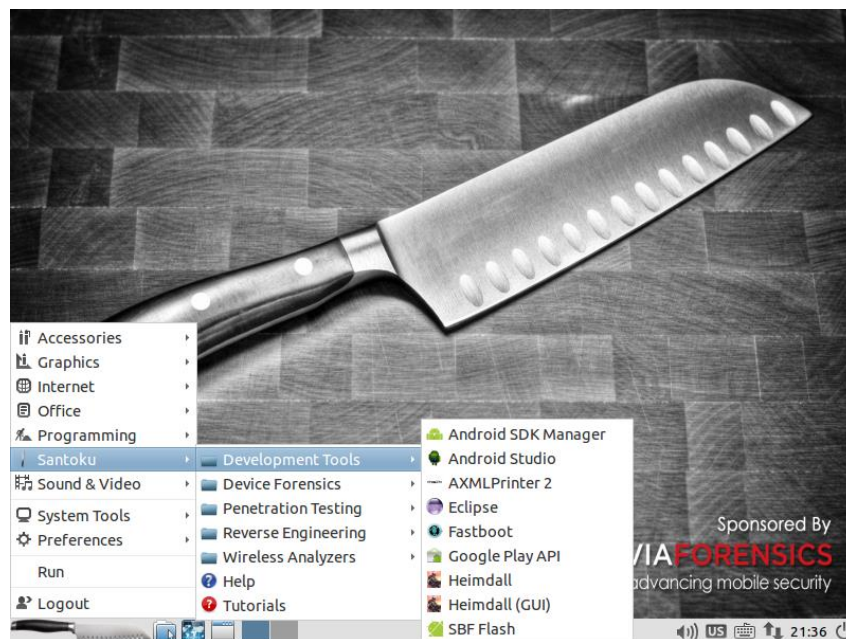 Accessories
Graphics
Internet
Office
Programming
Santoku
Sound & Video
System Tools
Preferences
Run
Logout
Development Tools
Device Forensics
Penetration Testing
Reverse Engineering
Wireless Analyzers
Help
Tutorials
Android SDK Manager
Android Studio
AXMLPrinter 2
Eclipse
Fastboot
Google Play API
Heimdall
Heimdall (GUI)
SBF Flash
Sponsored By
VIAFORENSICS
advancing mobile security
US
21:36